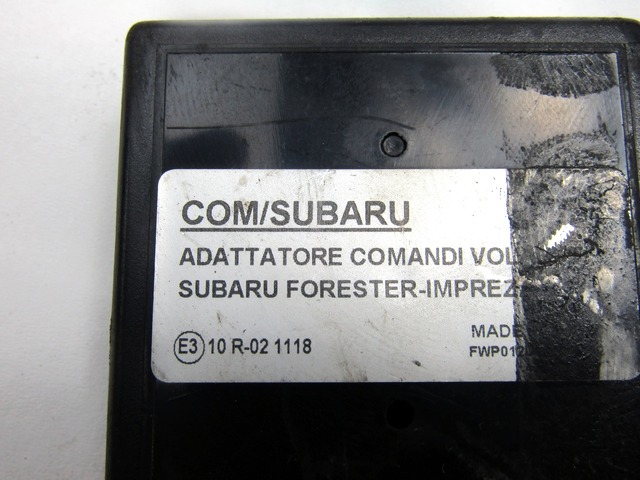 COM/SUBARU
ADATTATORE COMANDI VOL
SUBARU FORESTER-IMPREZ
E3 10 R-02 1118
MADE
FWP012